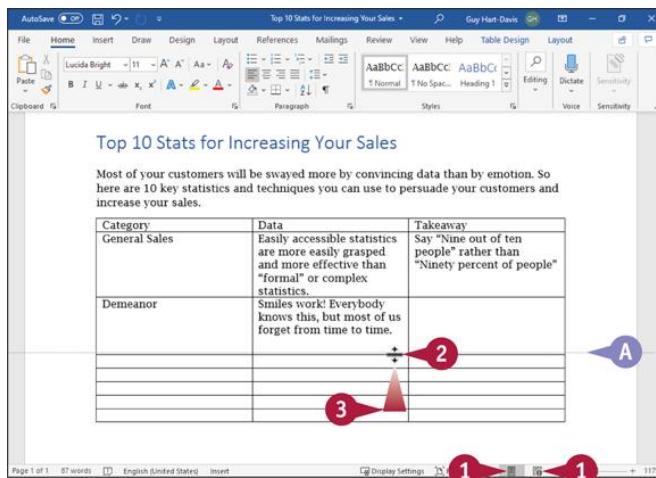 AutoSave Off Top 10 Stats for Increasing Your Sales Guy Hart-Davis GH
File Home Insert Draw Design Layout References Mailings Review View Help Table Design Layout
Lucida Bright 11 A A Aa
Paste B I U ab x, x² A A AaBbCc AaBbCc AaBbCc Editing Dictate Sensitivity
¶ Normal ¶ No Spac... Heading 1
Clipboard Font Paragraph Styles Voice Sensitivity
Top 10 Stats for Increasing Your Sales
Most of your customers will be swayed more by convincing data than by emotion. So
here are 10 key statistics and techniques you can use to persuade your customers and
increase your sales.
Category Data Takeaway
General Sales Easily accessible statistics Say “Nine out of ten
are more easily grasped people” rather than
and more effective than “Ninety percent of people”
“formal” or complex
statistics.
Demeanor Smiles work! Everybody
knows this, but most of us
forget from time to time.
2 A
3
Page 1 of 1 87 words English (United States) Insert Display Settings 1 1 117